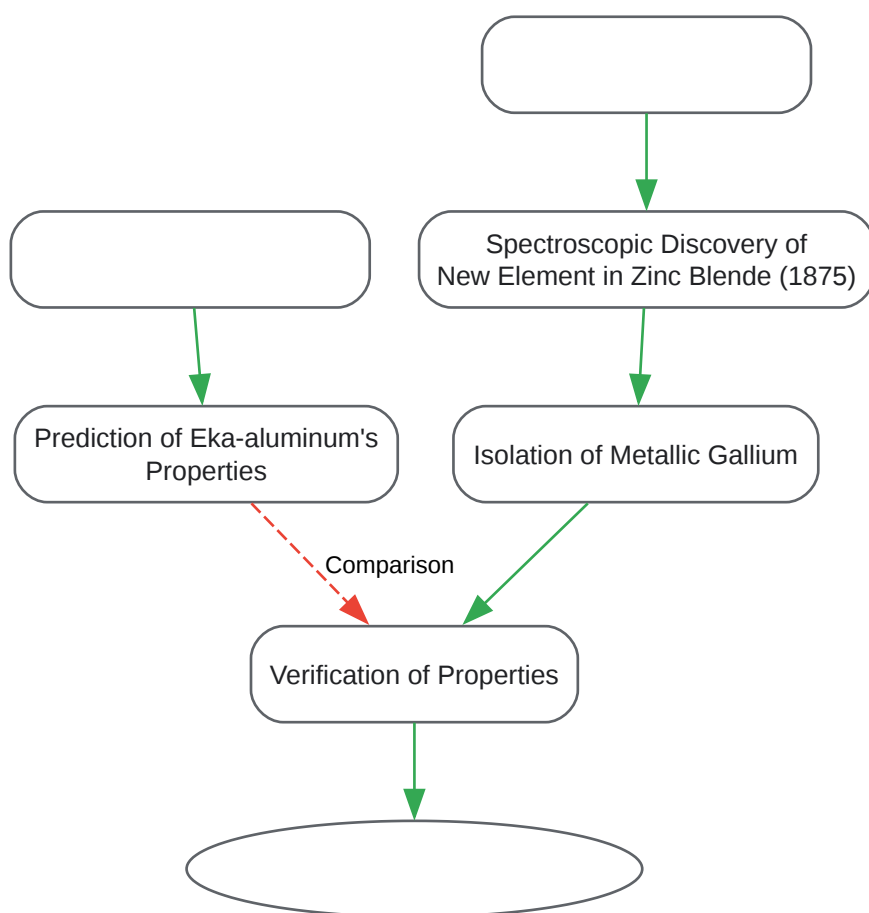 Spectroscopic Discovery of
New Element in Zinc Blende (1875)
Prediction of Eka-aluminum's
Properties
Isolation of Metallic Gallium
Comparison
Verification of Properties